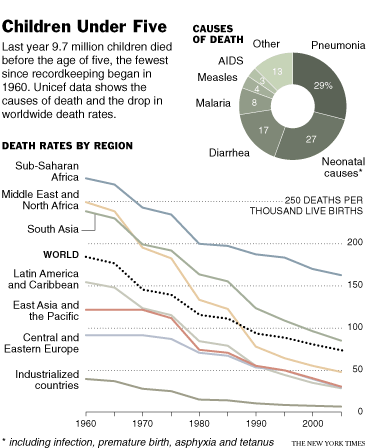 Children Under Five
Last year 9.7 million children died
before the age of five, the fewest
since recordkeeping began in
1960. Unicef data shows the
causes of death and the drop in
worldwide death rates.
CAUSES
OF DEATH
Other
Pneumonia
AIDS
Measles
Malaria
Diarrhea
Neonatal
causes*
13
3
4
8
17
27
29%
DEATH RATES BY REGION
Sub-Saharan
Africa
Middle East and
North Africa
South Asia
WORLD
Latin America
and Caribbean
East Asia and
the Pacific
Central and
Eastern Europe
Industrialized
countries
250 DEATHS PER
THOUSAND LIVE BIRTHS
200
150
100
50
0
1960
1970
1980
1990
2000
* including infection, premature birth, asphyxia and tetanus
THE NEW YORK TIMES